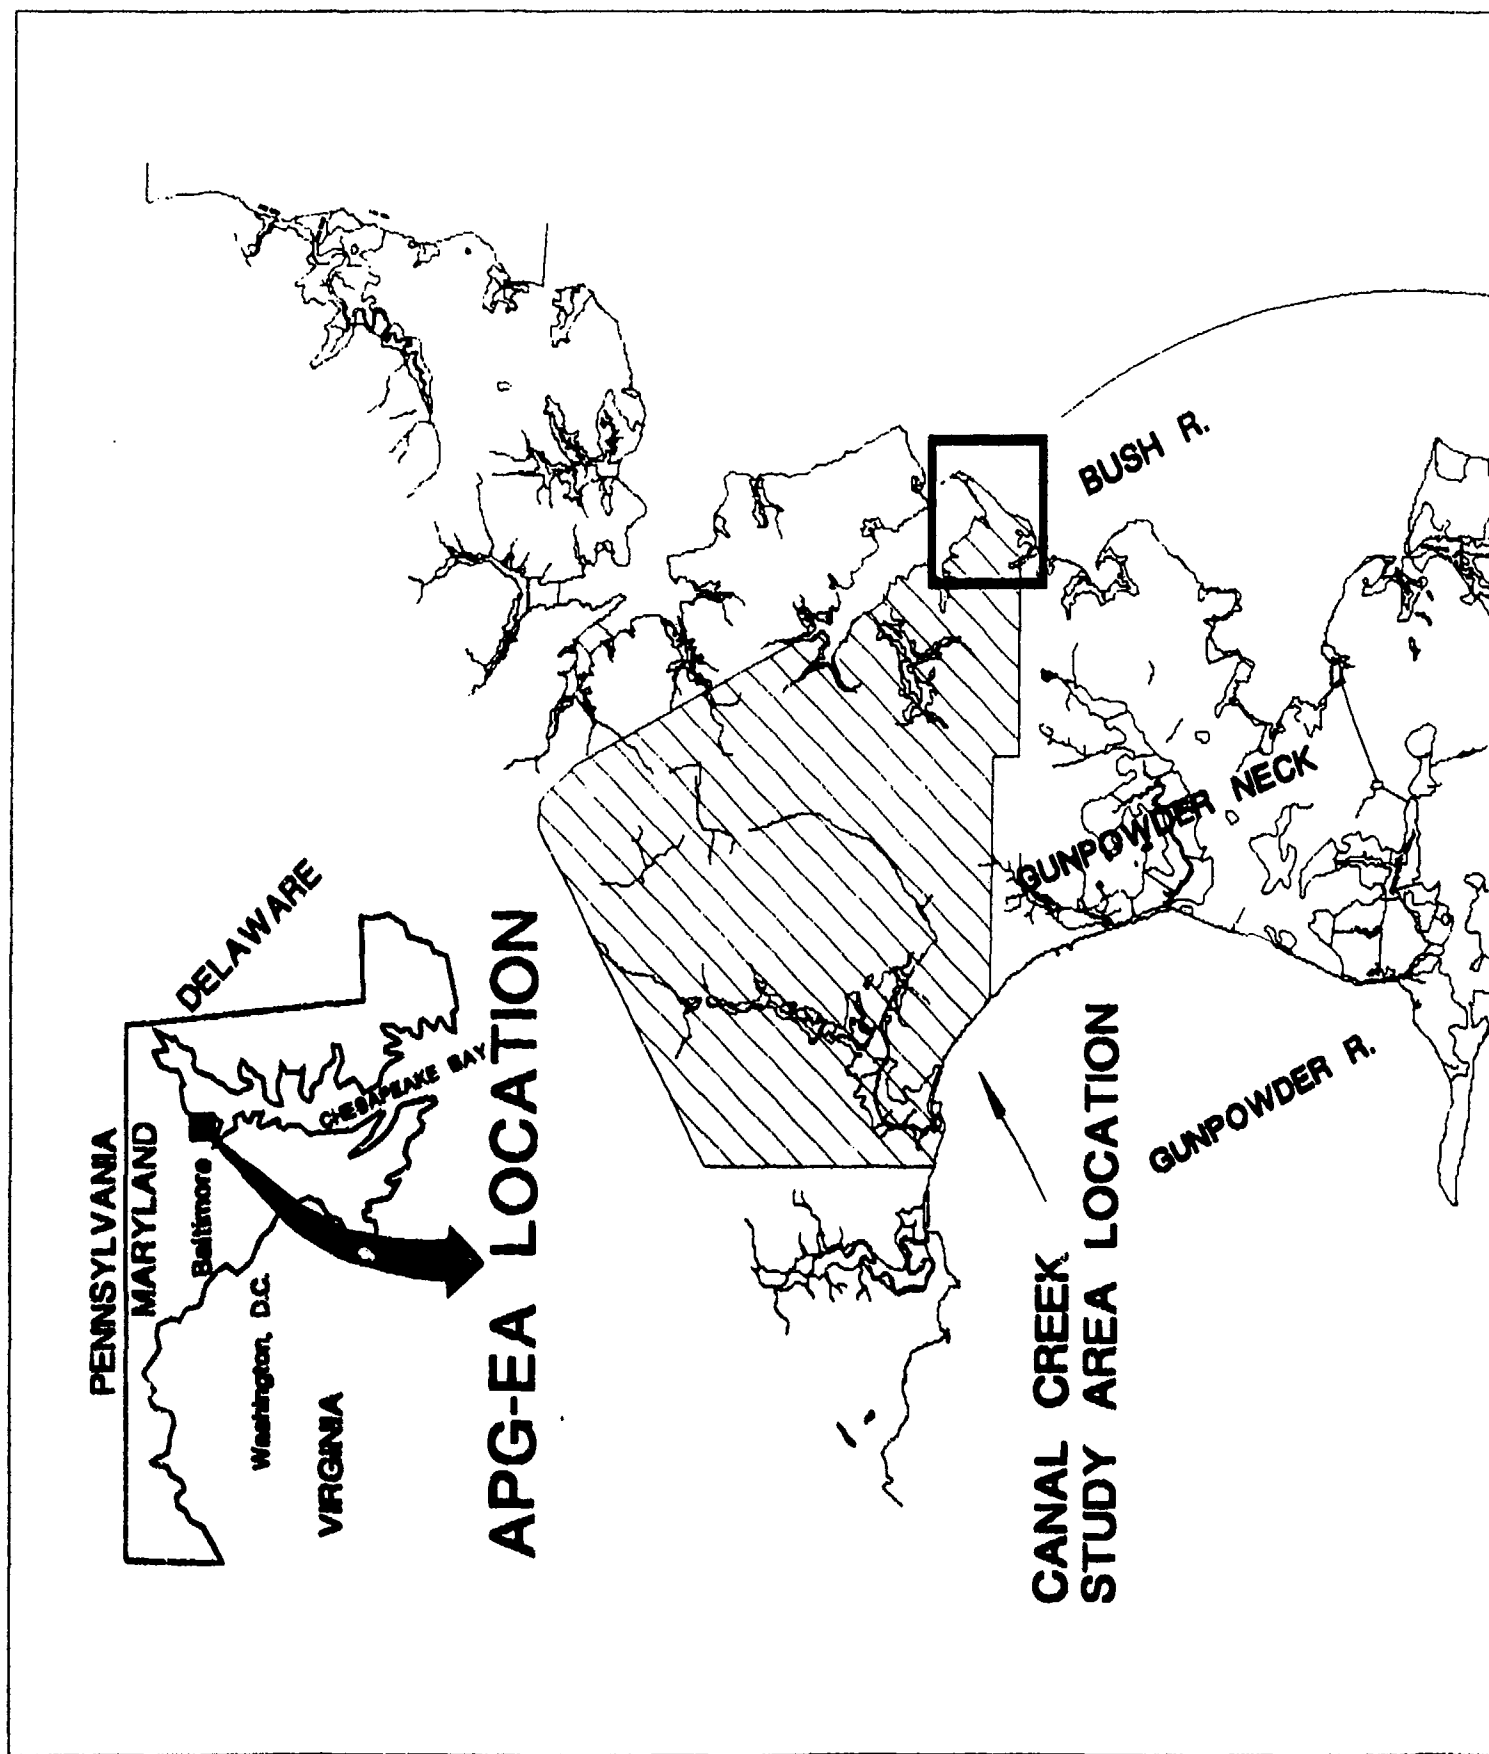 PENNSYLVANIA
MARYLAND
DELAWARE
Baltimore
CHESAPEAKE BAY
Washington, D.C.
VIRGINIA
APG-EA LOCATION
BUSH R.
GUNPOWDER NECK
CANAL CREEK
STUDY AREA LOCATION
GUNPOWDER R.